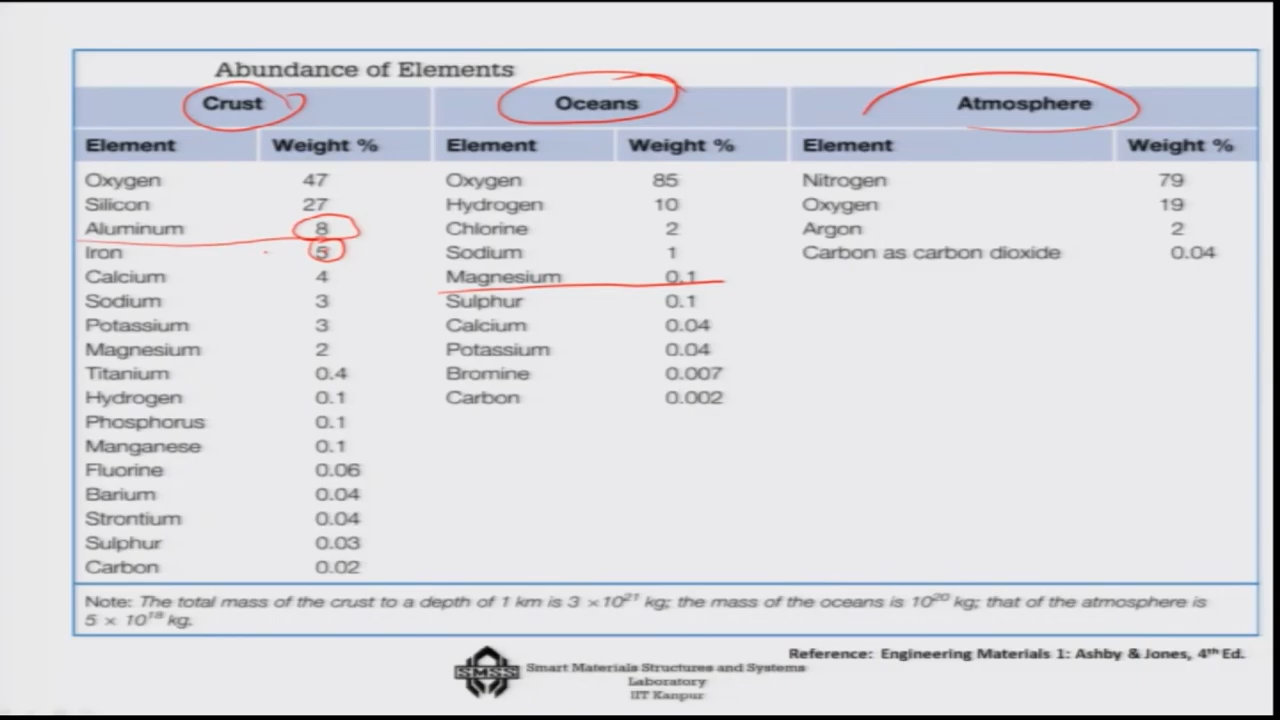 Abundance of Elements
Crust Oceans Atmosphere
Element Weight % Element Weight % Element Weight %
Oxygen 47 Oxygen 85 Nitrogen 79
Silicon 27 Hydrogen 10 Oxygen 19
Aluminum 8 Chlorine 2 Argon 2
Iron 5 Sodium 1 Carbon as carbon dioxide 0.04
Calcium 4 Magnesium 0.1
Sodium 3 Sulphur 0.1
Potassium 3 Calcium 0.04
Magnesium 2 Potassium 0.04
Titanium 0.4 Bromine 0.007
Hydrogen 0.1 Carbon 0.002
Phosphorus 0.1
Manganese 0.1
Fluorine 0.06
Barium 0.04
Strontium 0.04
Sulphur 0.03
Carbon 0.02
Note: The total mass of the crust to a depth of 1 km is 3 ×10²¹ kg; the mass of the oceans is 10²⁰ kg; that of the atmosphere is
5 × 10¹⁸ kg.
Reference: Engineering Materials 1: Ashby & Jones, 4th Ed.
SMSS
Smart Materials Structures and Systems
Laboratory
IIT Kanpur